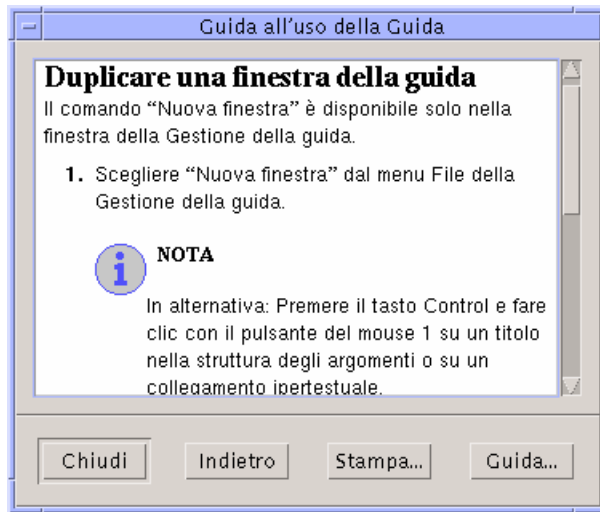 Guida all'uso della Guida
Duplicare una finestra della guida
Il comando “Nuova finestra” è disponibile solo nella
finestra della Gestione della guida.
1. Scegliere “Nuova finestra” dal menu File della
Gestione della guida.
NOTA
In alternativa: Premere il tasto Control e fare
clic con il pulsante del mouse 1 su un titolo
nella struttura degli argomenti o su un
collegamento ipertestuale.
Chiudi Indietro Stampa... Guida...